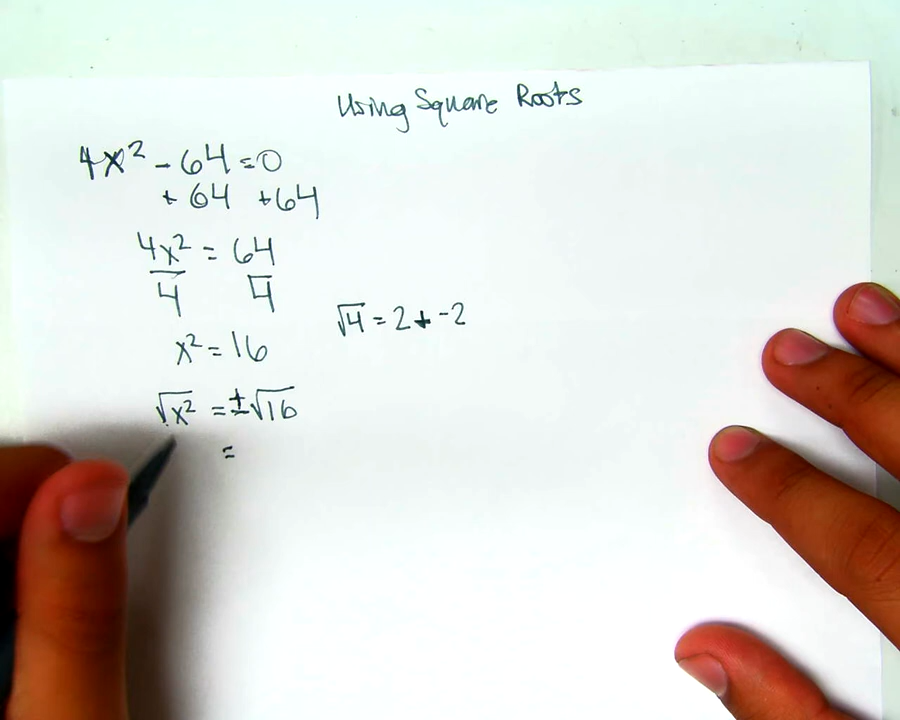 Using Square Roots
4x² - 64 = 0
+ 64 + 64
4x² = 64
4 4
x² = 16
√4 = 2 + -2
√x² = ±√16
=